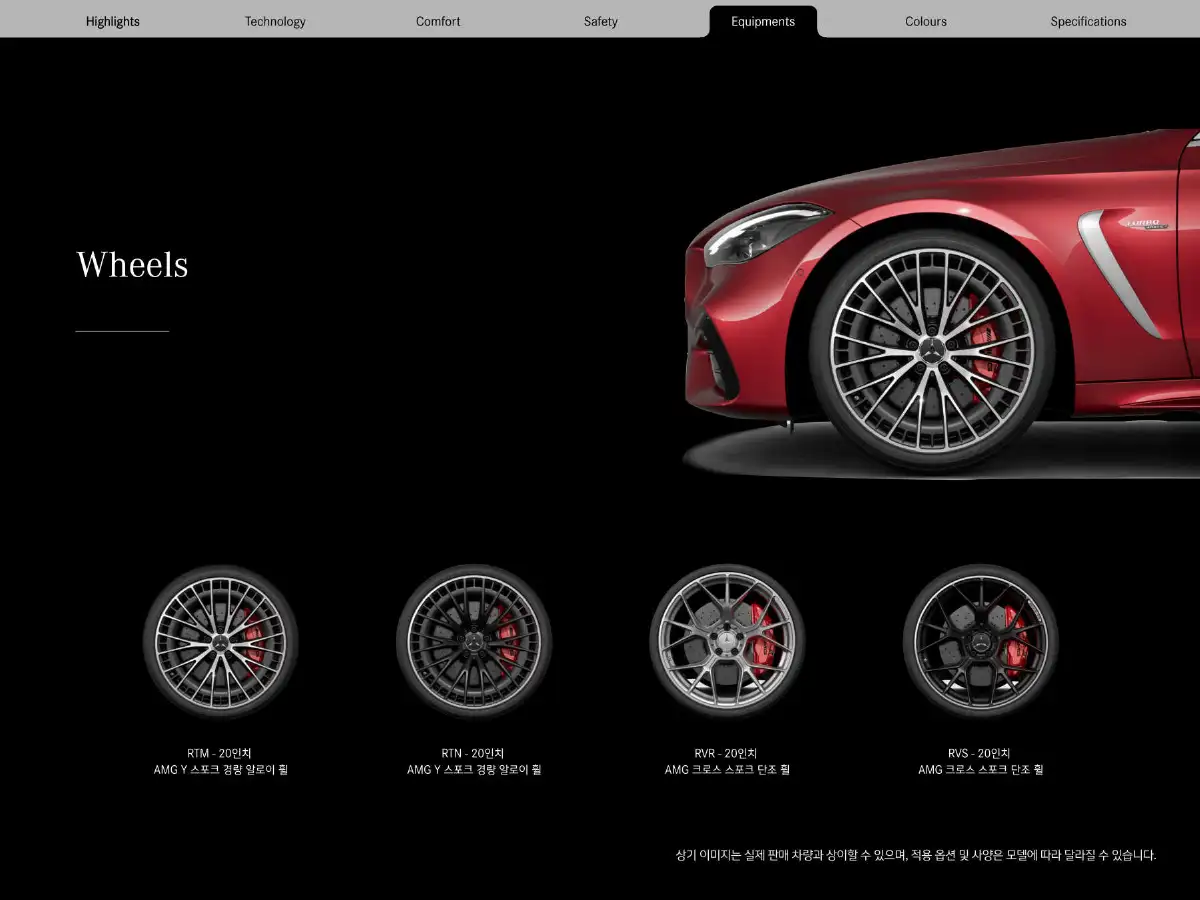 Highlights
Technology
Comfort
Safety
Equipments
Colours
Specifications
Wheels
TURBO
RTM - 20인치
AMG Y 스포크 경량 알로이 휠
RTN - 20인치
AMG Y 스포크 경량 알로이 휠
RVR - 20인치
AMG 크로스 스포크 단조 휠
RVS - 20인치
AMG 크로스 스포크 단조 휠
상기 이미지는 실제 판매 차량과 상이할 수 있으며, 적용 옵션 및 사양은 모델에 따라 달라질 수 있습니다.